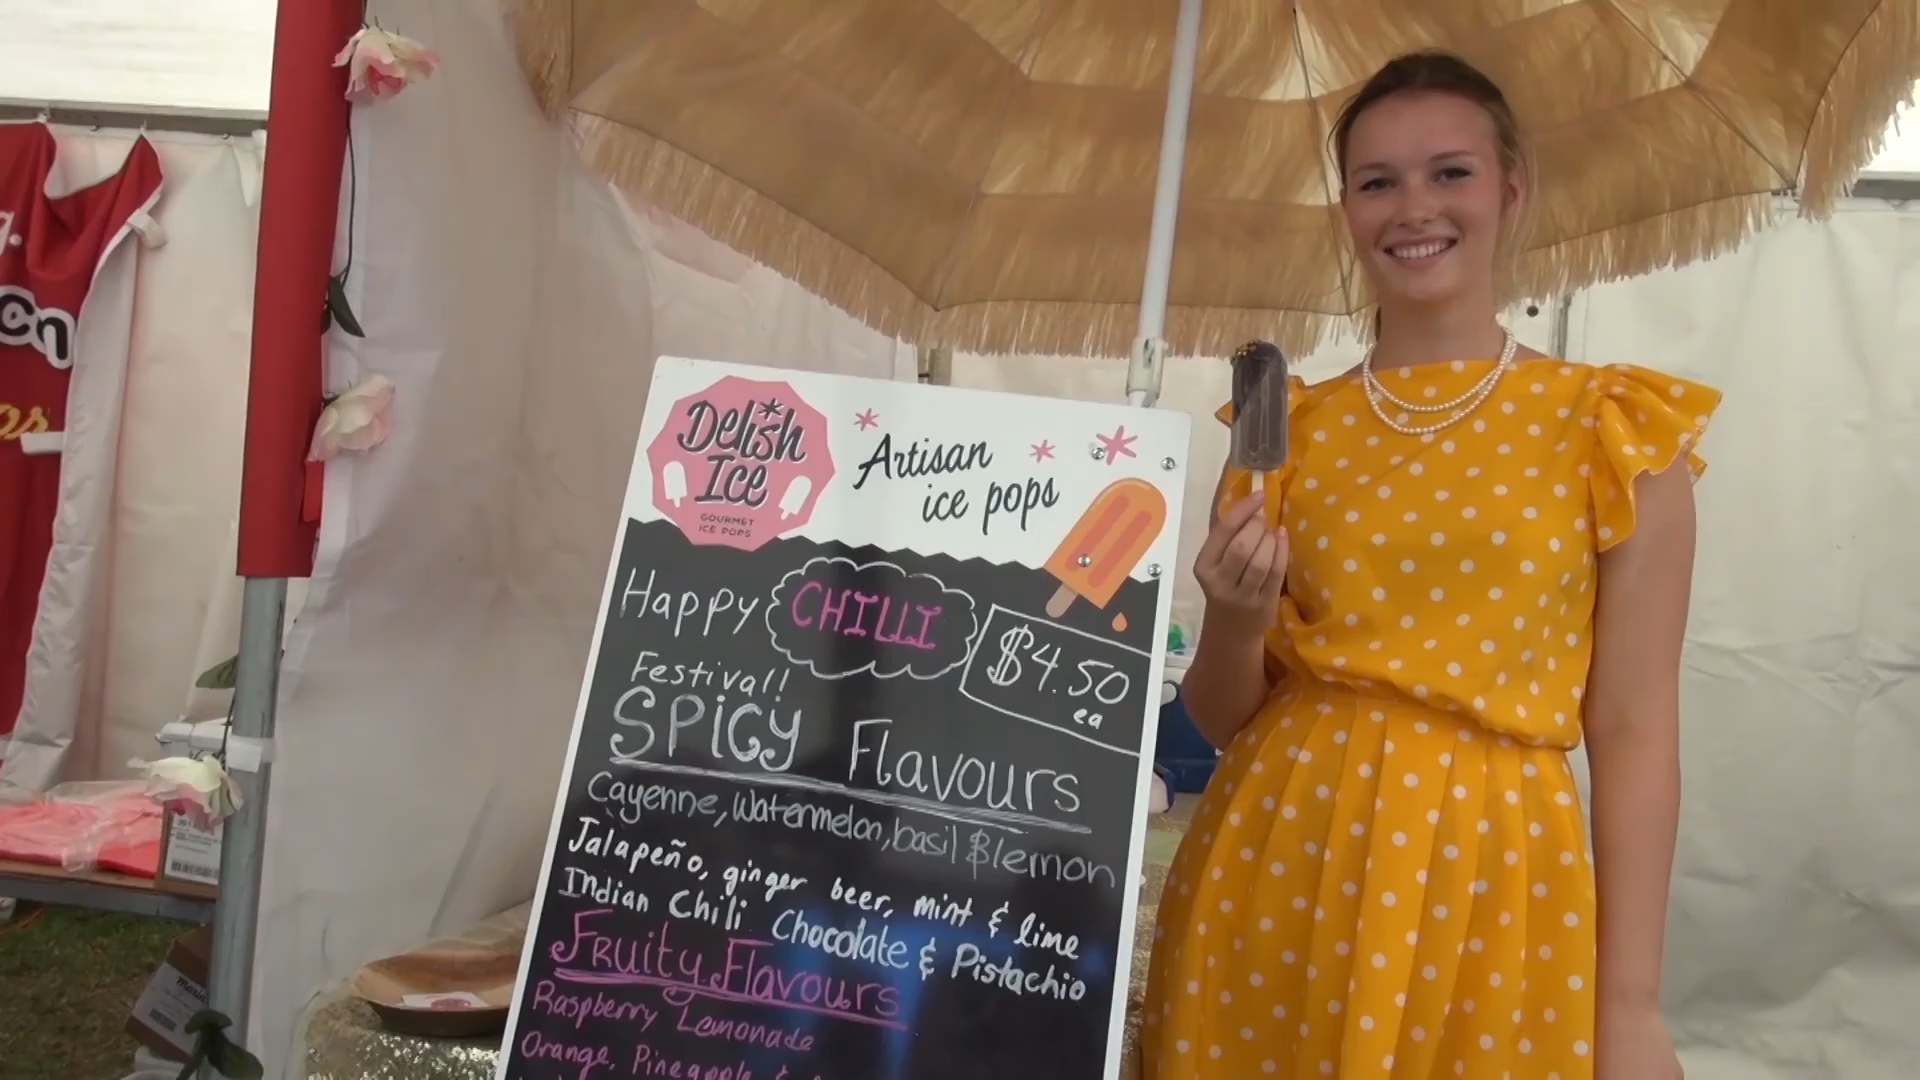 Delish
Ice
GOURMET
ICE POPS
Artisan
ice pops
Happy CHILLI
Festival!
$4.50
ea
SPiCy Flavours
Cayenne, Watermelon, basil & lemon
Jalapeño, ginger beer, mint & lime
Indian Chili Chocolate & Pistachio
Fruity Flavours
Raspberry Lemonade
Orange, Pineapple &